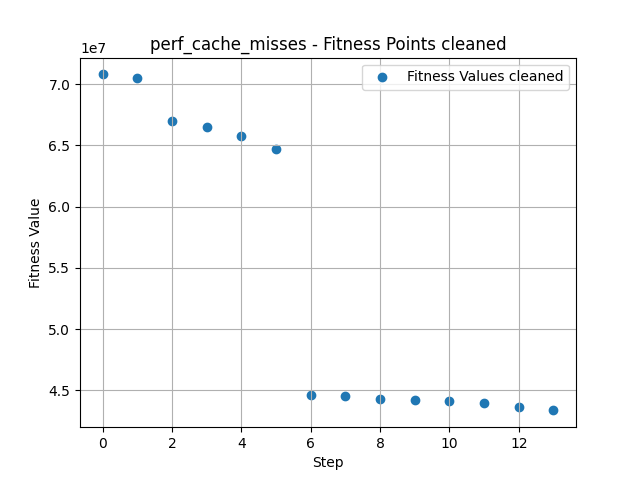 perf_cache_misses - Fitness Points cleaned
1e7
Fitness Values cleaned
7.0
6.5
6.0
5.5
5.0
4.5
Fitness Value
0 2 4 6 8 10 12
Step